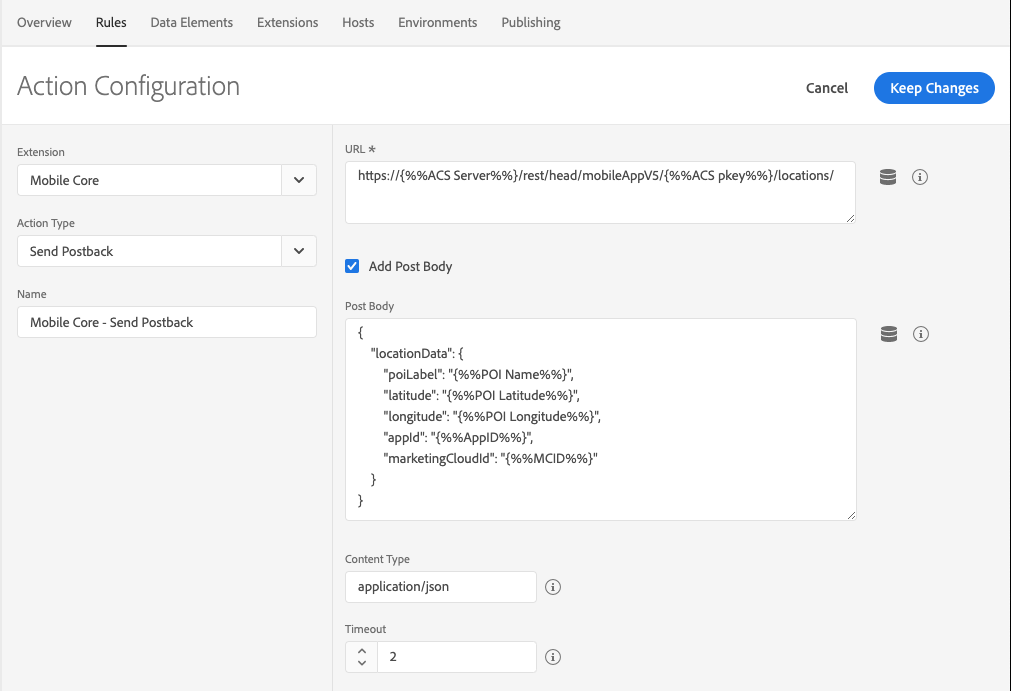 Overview Rules Data Elements Extensions Hosts Environments Publishing
Action Configuration
Cancel
Keep Changes
Extension
Mobile Core
Action Type
Send Postback
Name
Mobile Core - Send Postback
URL *
https://{%%ACS Server%%}/rest/head/mobileAppV5/{%%ACS pkey%%}/locations/
Add Post Body
Post Body
{
"locationData": {
"poiLabel": "{%%POI Name%%}",
"latitude": "{%%POI Latitude%%}",
"longitude": "{%%POI Longitude%%}",
"appId": "{%%AppID%%}",
"marketingCloudId": "{%%MCID%%}"
}
}
Content Type
application/json
Timeout
2